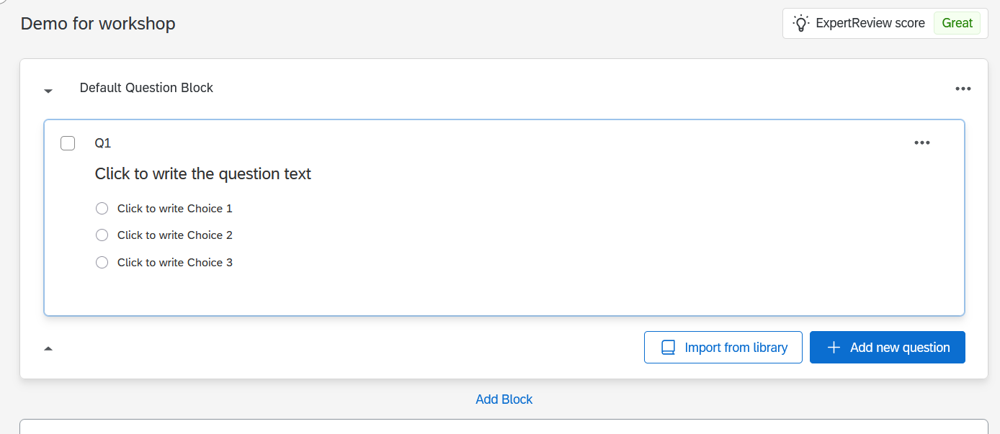 Demo for workshop
ExpertReview score Great
Default Question Block
Q1
Click to write the question text
Click to write Choice 1
Click to write Choice 2
Click to write Choice 3
Import from library
Add new question
Add Block